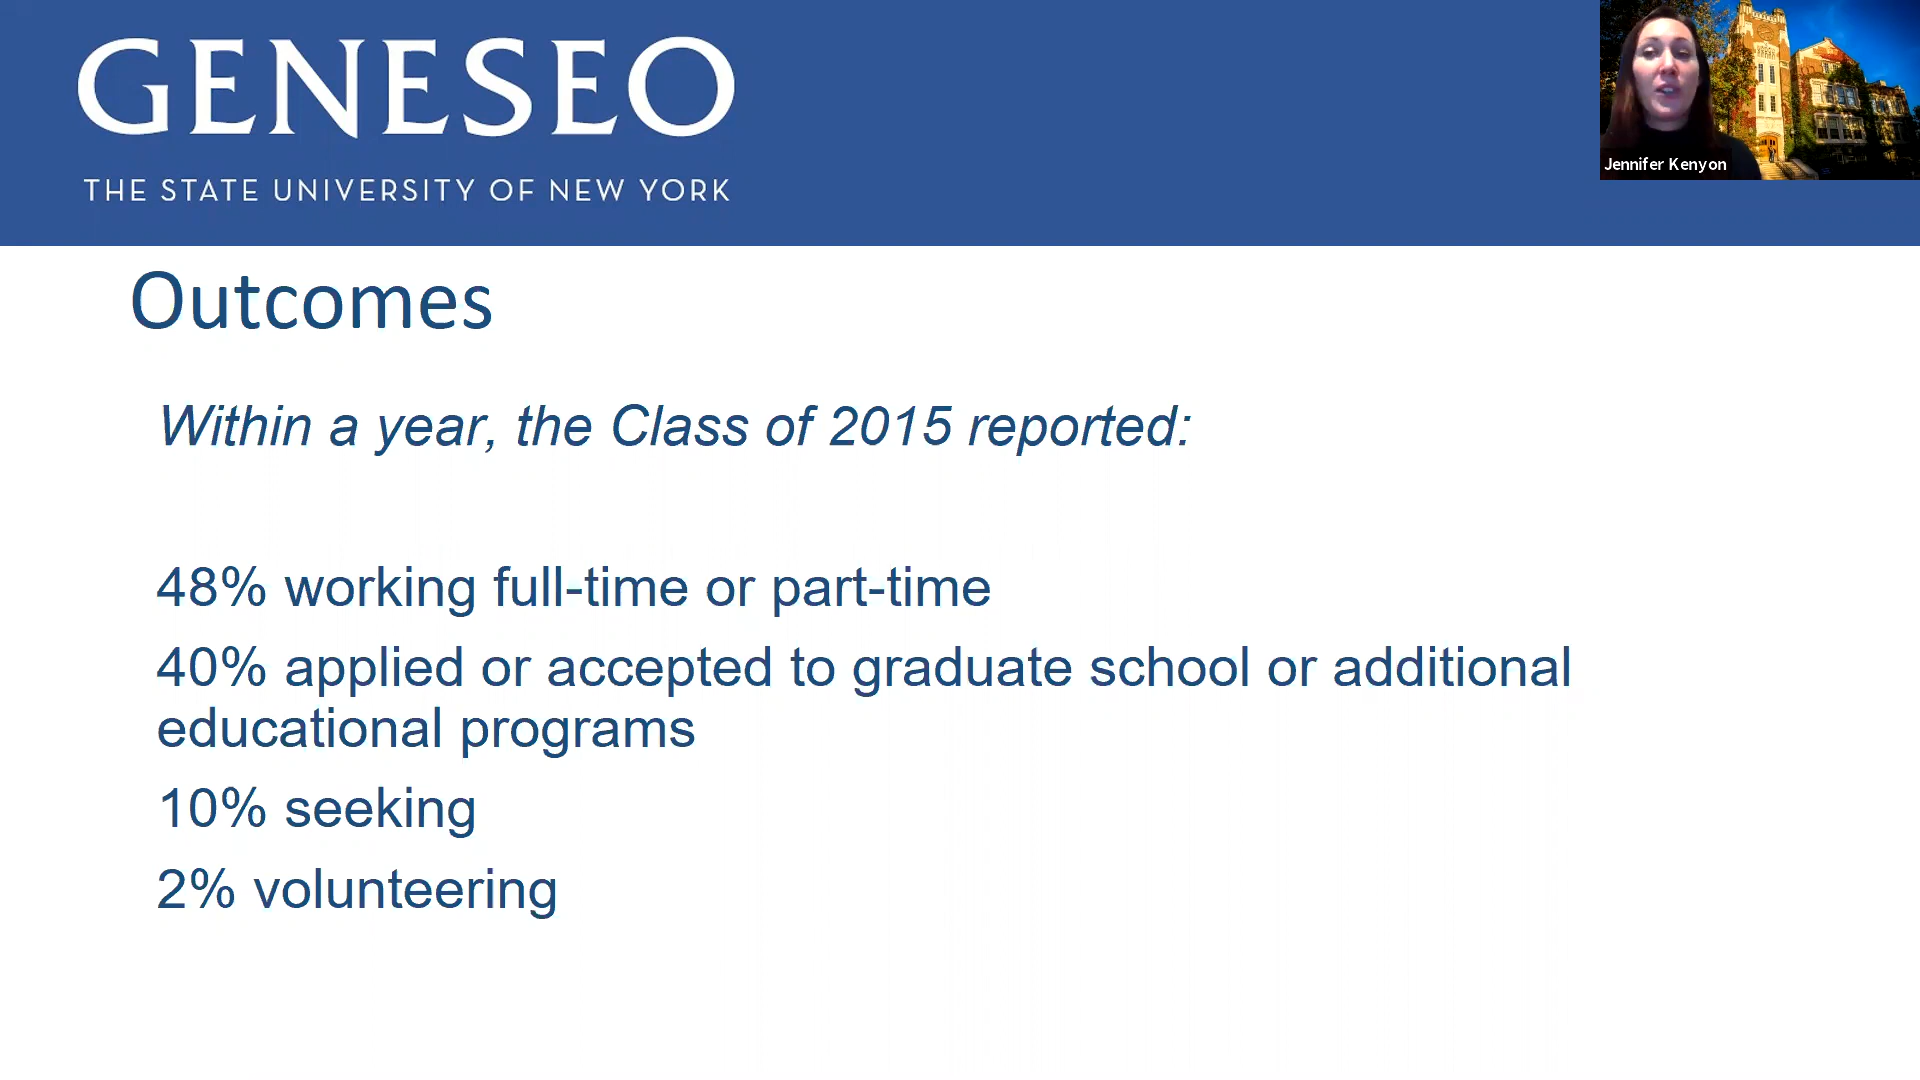 GENESEO
THE STATE UNIVERSITY OF NEW YORK
Jennifer Kenyon
Outcomes
Within a year, the Class of 2015 reported:
48% working full-time or part-time
40% applied or accepted to graduate school or additional
educational programs
10% seeking
2% volunteering